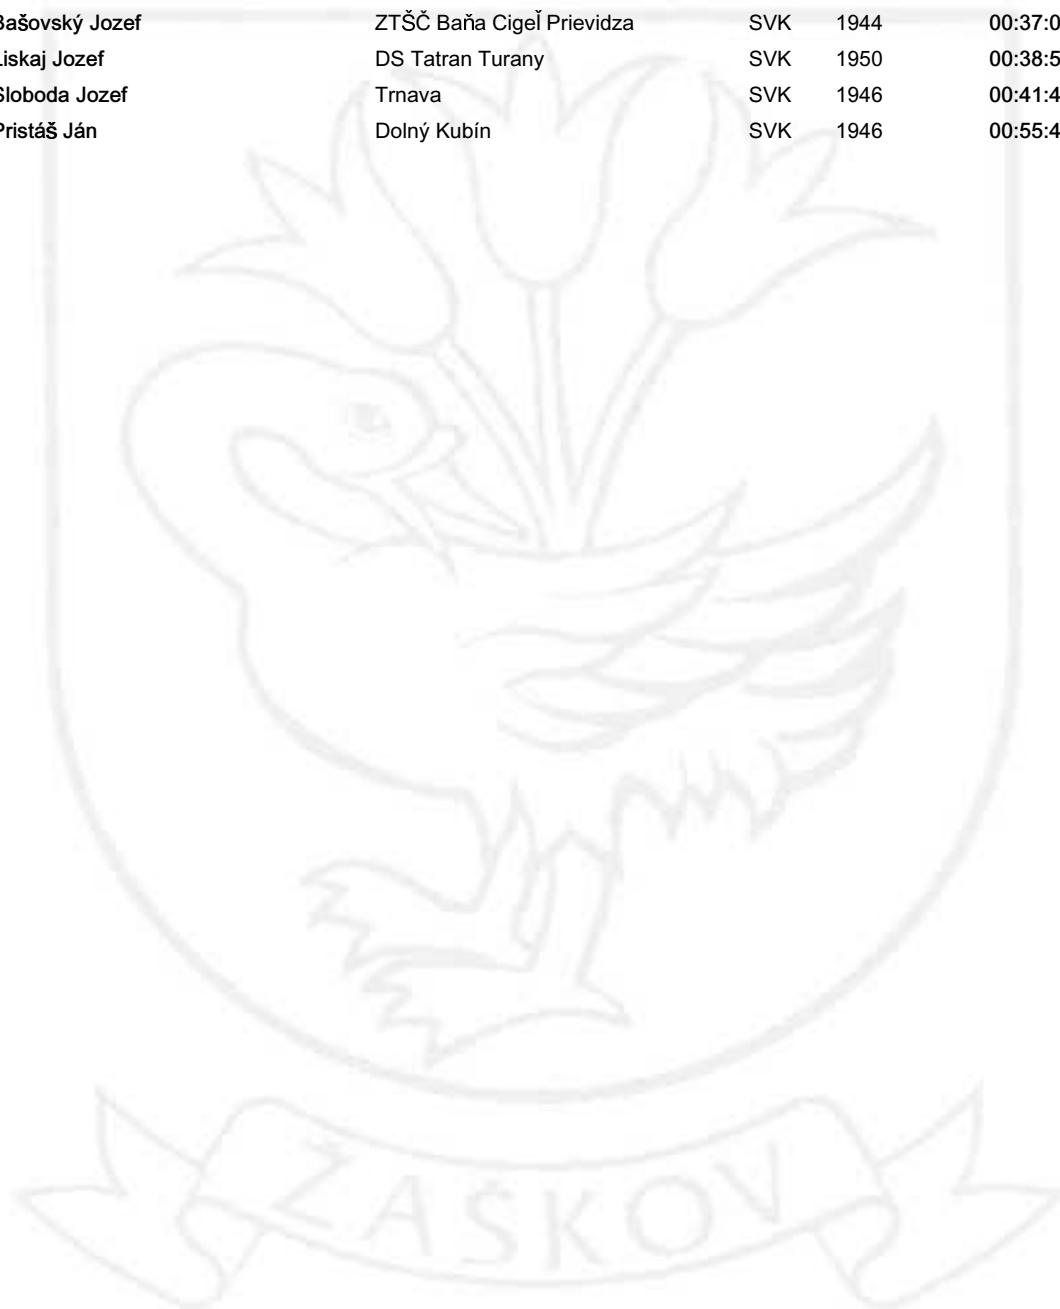 Bašovský Jozef ZTŠČ Baňa Cigeľ Prievidza SVK 1944 00:37:0
Liskaj Jozef DS Tatran Turany SVK 1950 00:38:5
Sloboda Jozef Trnava SVK 1946 00:41:4
Pristáš Ján Dolný Kubín SVK 1946 00:55:4
ŽAŠKOV